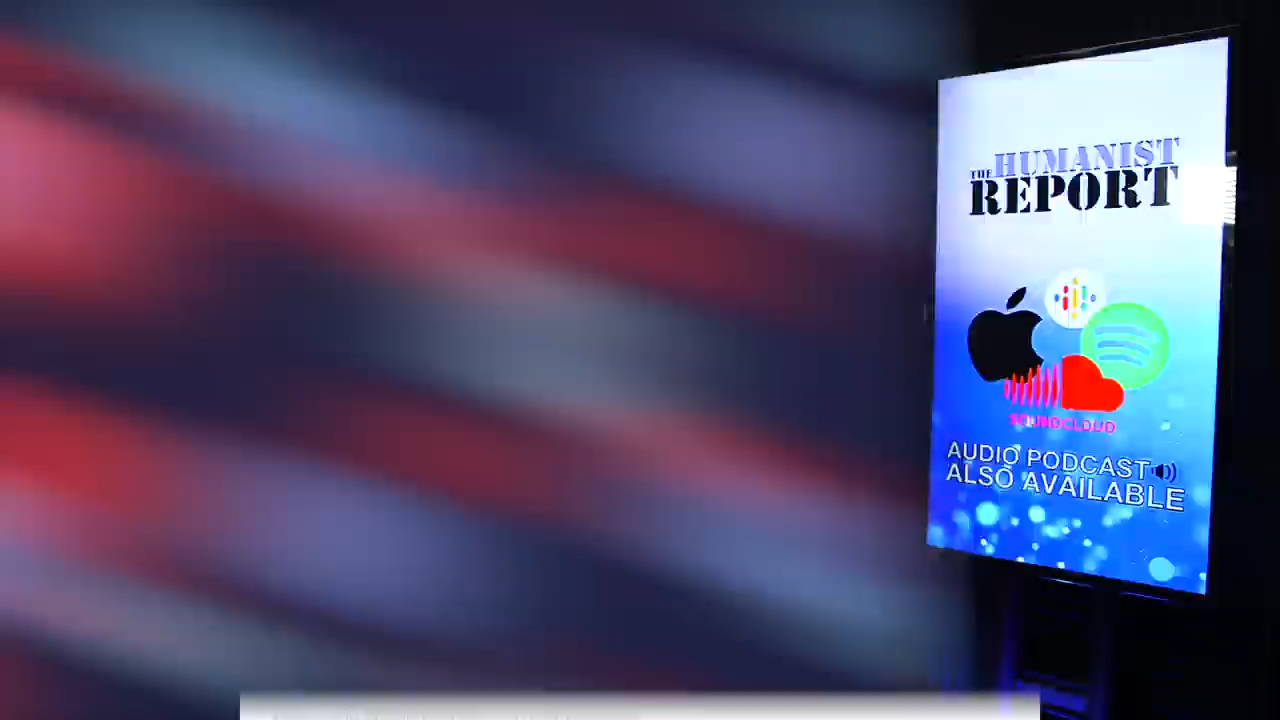 THE HUMANIST
REPORT
SOUNDCLOUD
AUDIO PODCAST
ALSO AVAILABLE